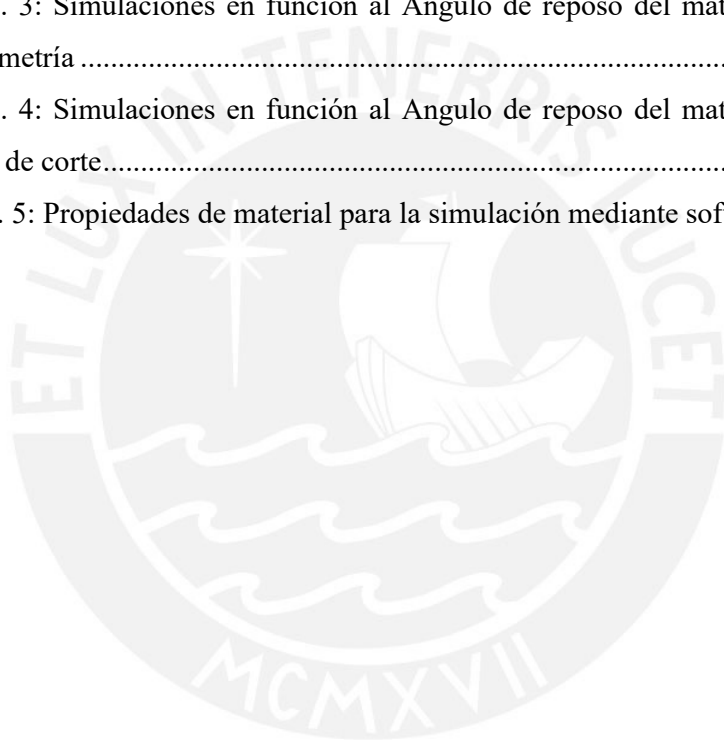 . 3: Simulaciones en función al Angulo de reposo del mat
metría ..........................................................................................
. 4: Simulaciones en función al Angulo de reposo del mat
de corte.......................................................................................
. 5: Propiedades de material para la simulación mediante sof
ET LUX IN TENEBRIS LUCET
MCMXVII